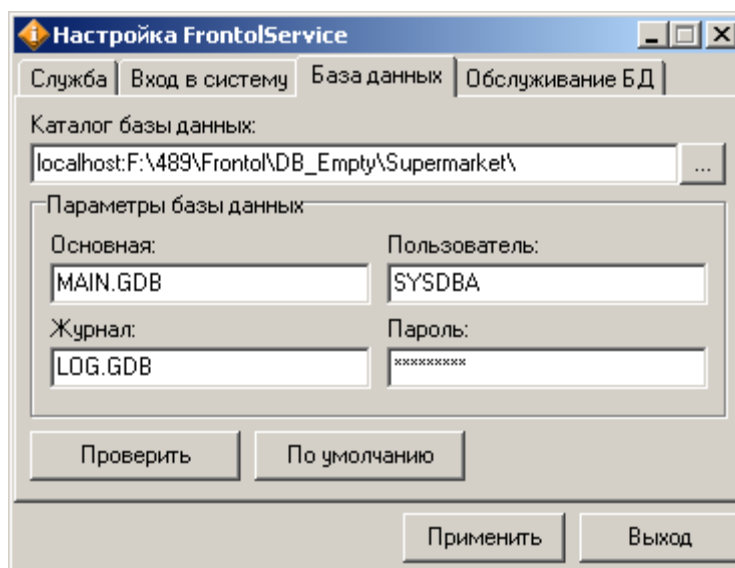 Настройка FrontolService
Служба Вход в систему База данных Обслуживание БД
Каталог базы данных:
localhost:F:\489\Frontol\DB_Empty\Supermarket\ ...
Параметры базы данных
Основная: Пользователь:
MAIN.GDB SYSDBA
Журнал: Пароль:
LOG.GDB *********
Проверить По умолчанию
Применить Выход